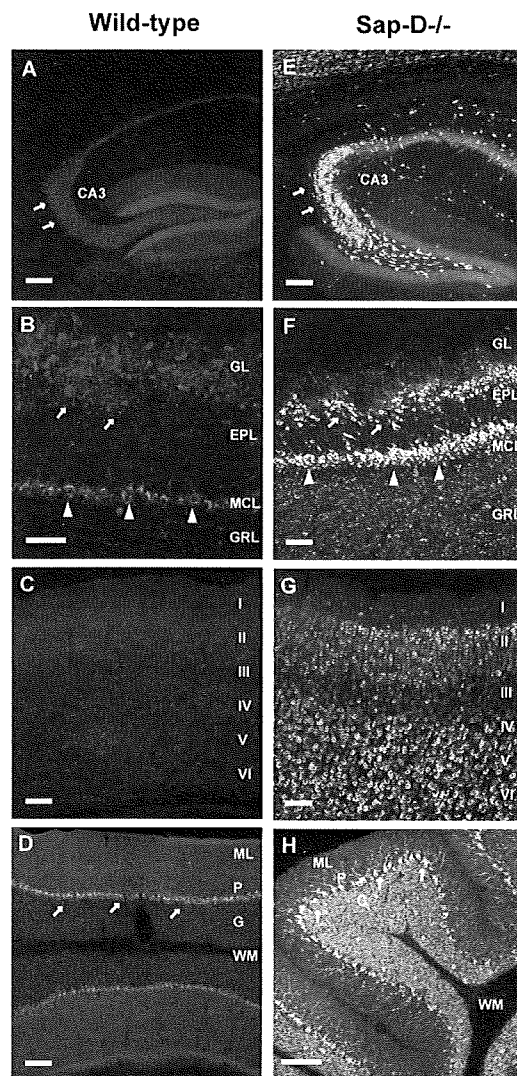 Wild-type
Sap-D-/-
A
CA3
E
CA3
B
GL
EPL
MCL
GRL
F
GL
EPL
MCL
GRL
C
I
II
III
IV
V
VI
G
I
II
III
IV
V
VI
D
ML
P
G
WM
H
ML
P
G
WM